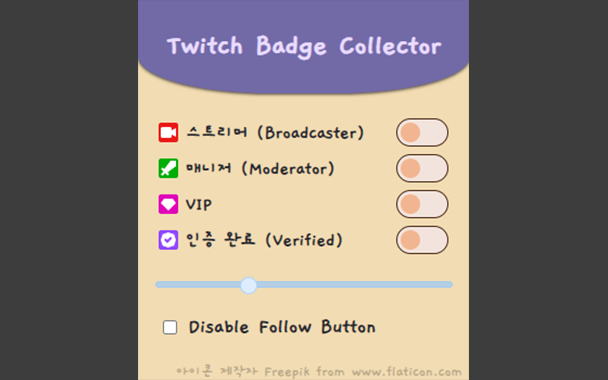 Twitch Badge Collector
스트리머 (Broadcaster)
매니저 (Moderator)
VIP
인증 완료 (Verified)
Disable Follow Button
아이콘 제작자 Freepik from www.flaticon.com